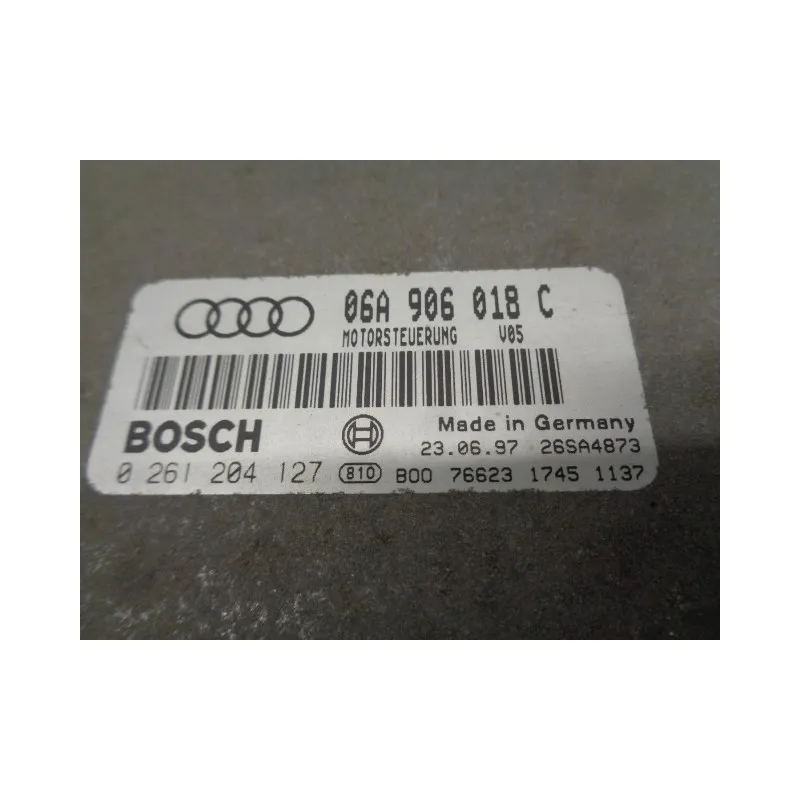 06A 906 018 C
MOTORSTEUERUNG V05
BOSCH Made in Germany
23.06.97 26SA4873
0 261 204 127 810 B00 76623 1745 1137